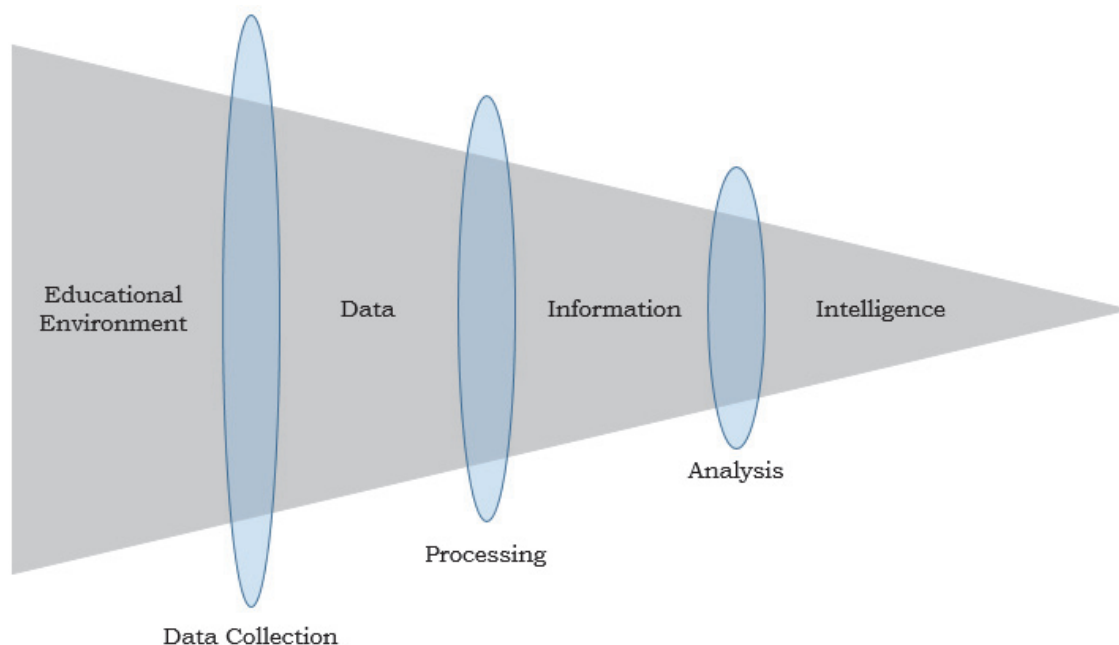 Educational
Environment
Data
Information
Intelligence
Analysis
Processing
Data Collection